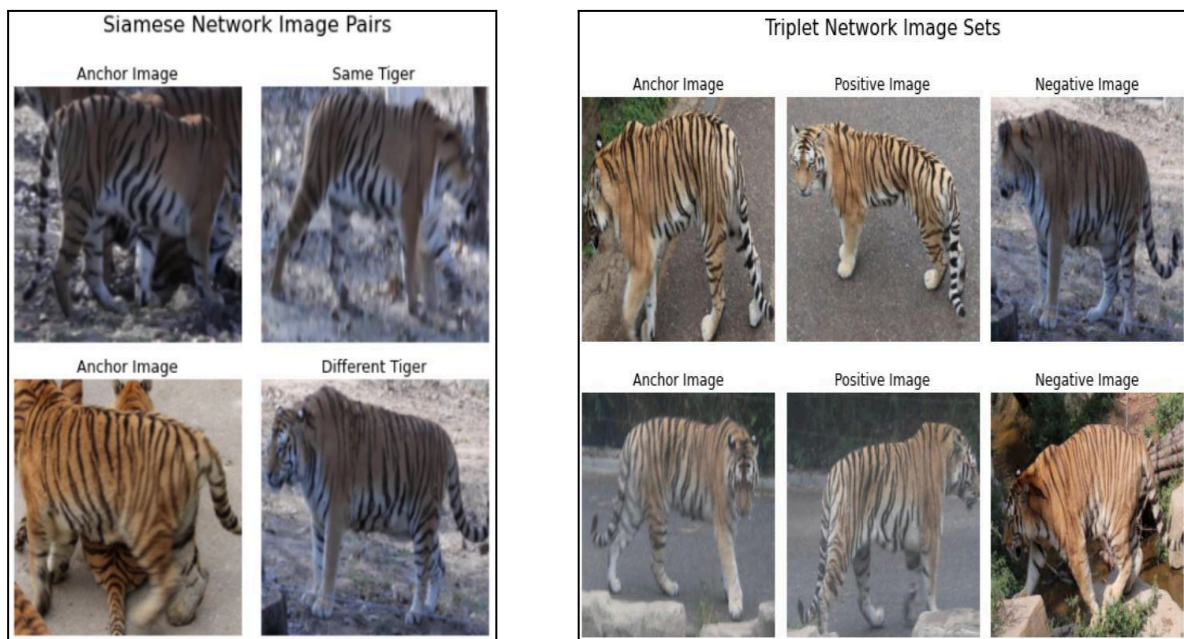 Siamese Network Image Pairs
Anchor Image
Same Tiger
Anchor Image
Different Tiger
Triplet Network Image Sets
Anchor Image
Positive Image
Negative Image
Anchor Image
Positive Image
Negative Image